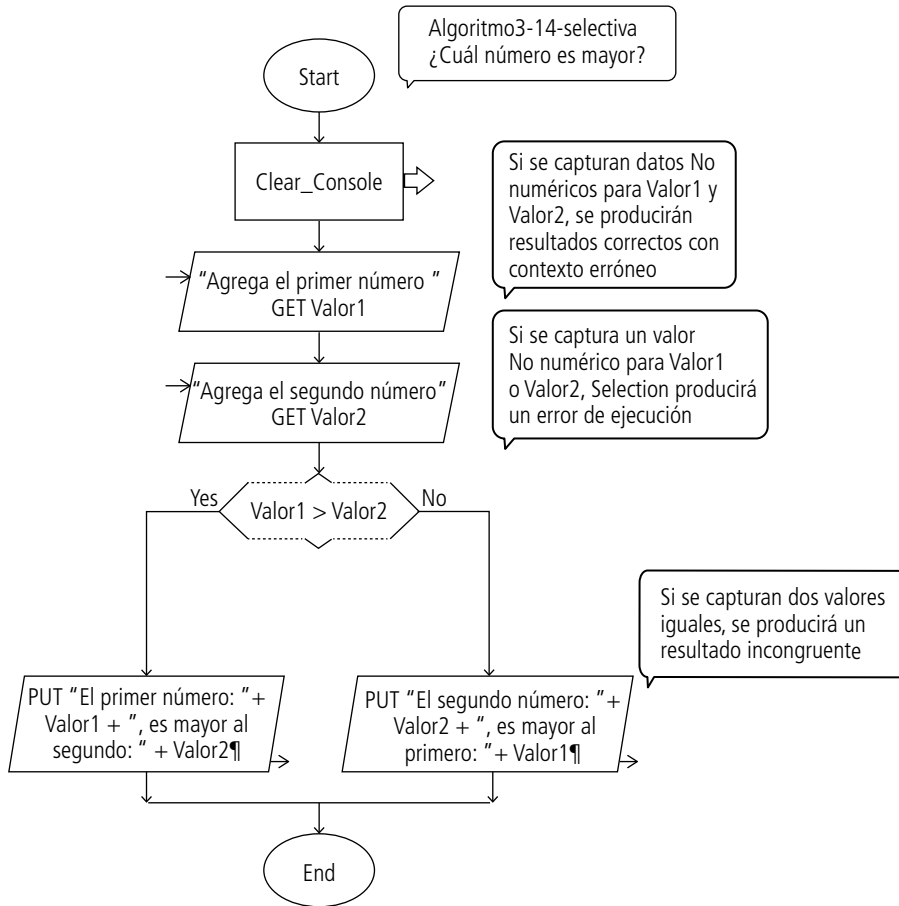 Algoritmo3-14-selectiva
¿Cuál número es mayor?
Start
Clear_Console
Si se capturan datos No
numéricos para Valor1 y
Valor2, se producirán
resultados correctos con
contexto erróneo
“Agrega el primer número ”
GET Valor1
Si se captura un valor
No numérico para Valor1
o Valor2, Selection producirá
un error de ejecución
“Agrega el segundo número”
GET Valor2
Yes
Valor1 > Valor2
No
Si se capturan dos valores
iguales, se producirá un
resultado incongruente
PUT “El primer número: ”+
Valor1 + “, es mayor al
segundo: “ + Valor2¶
PUT “El segundo número: ”+
Valor2 + “, es mayor al
primero: ”+ Valor1¶
End